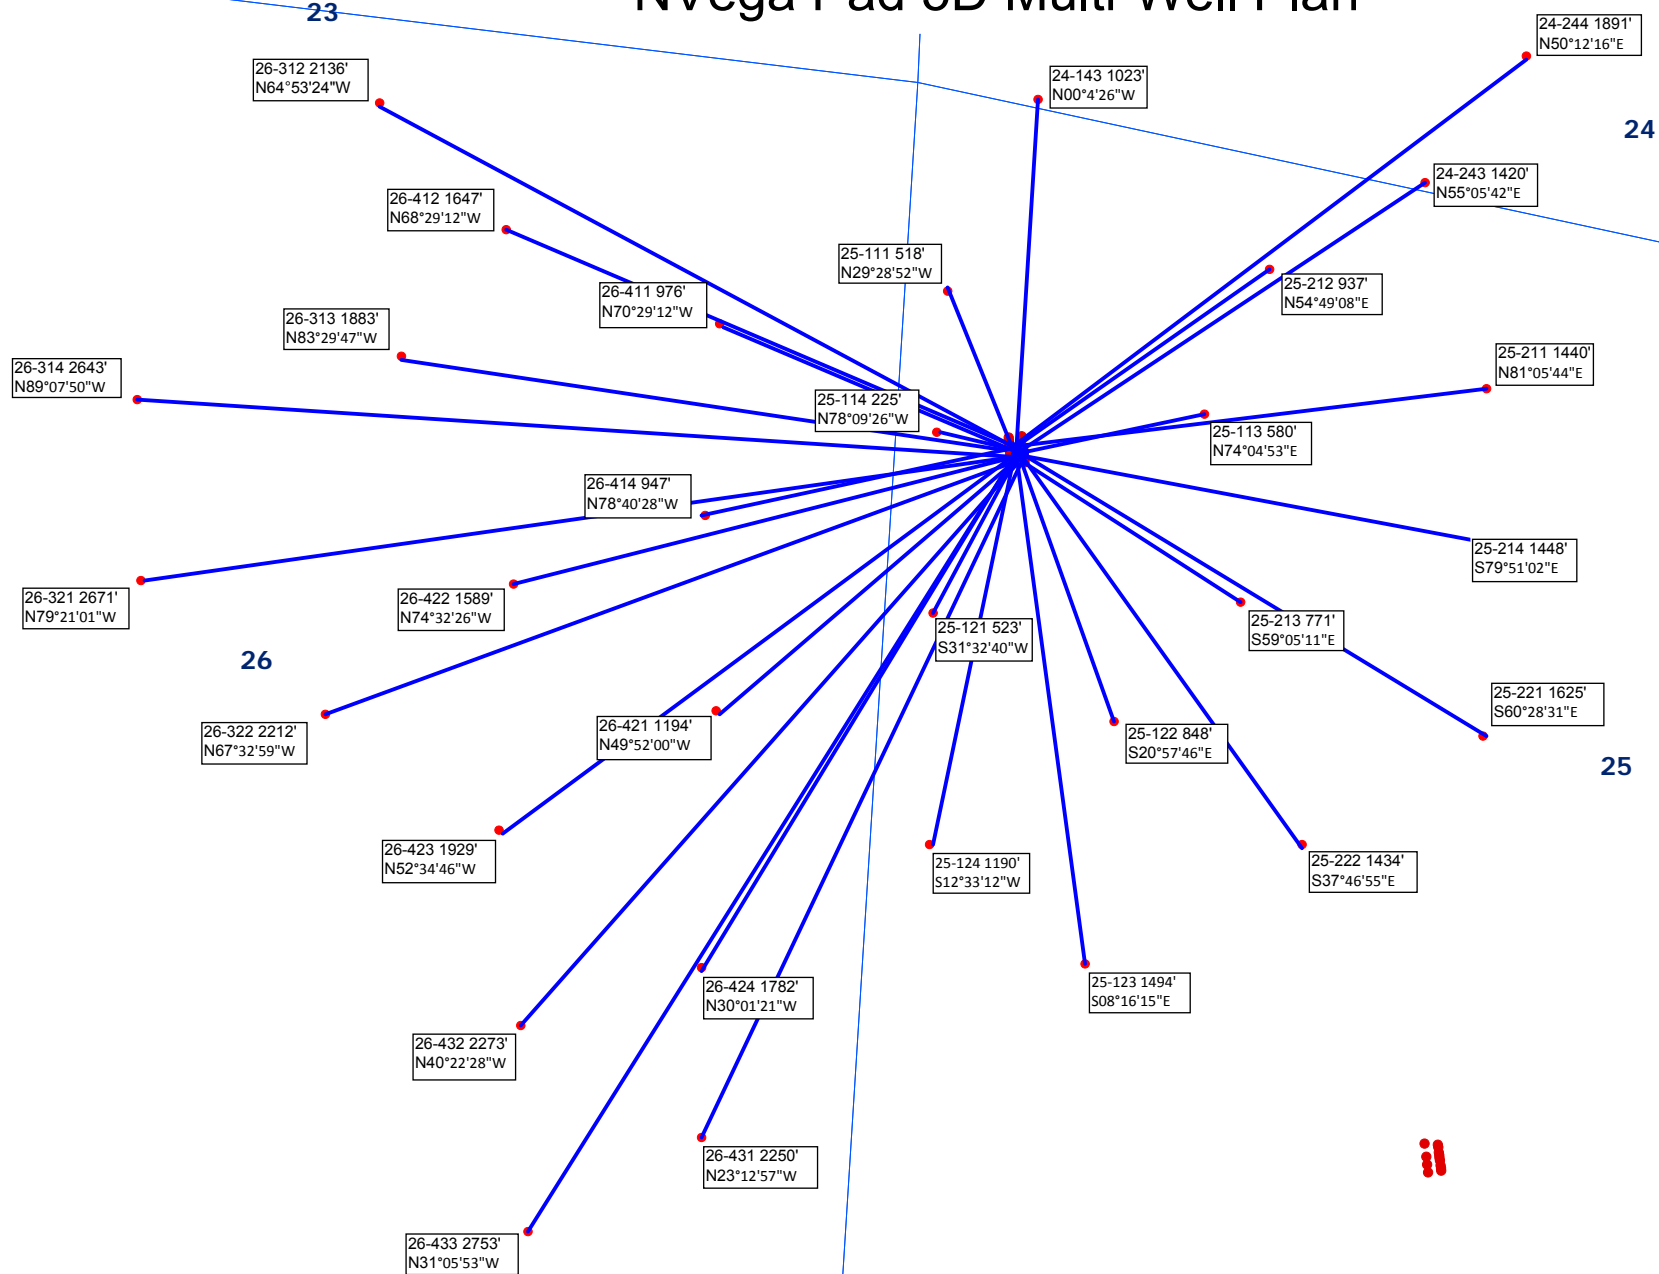 NVega Pad 3D Multi Well Plan
23
24-244 1891'
N50°12'16"E
26-312 2136'
N64°53'24"W
24-143 1023'
N00°4'26"W
24
24-243 1420'
N55°05'42"E
26-412 1647'
N68°29'12"W
25-111 518'
N29°28'52"W
25-212 937'
N54°49'08"E
26-411 976'
N70°29'12"W
26-313 1883'
N83°29'47"W
25-211 1440'
N81°05'44"E
26-314 2643'
N89°07'50"W
25-114 225'
N78°09'26"W
25-113 580'
N74°04'53"E
26-414 947'
N78°40'28"W
25-214 1448'
S79°51'02"E
26-321 2671'
N79°21'01"W
26-422 1589'
N74°32'26"W
25-121 523'
S31°32'40"W
25-213 771'
S59°05'11"E
26
25-221 1625'
S60°28'31"E
26-322 2212'
N67°32'59"W
26-421 1194'
N49°52'00"W
25-122 848'
S20°57'46"E
25
26-423 1929'
N52°34'46"W
25-124 1190'
S12°33'12"W
25-222 1434'
S37°46'55"E
26-424 1782'
N30°01'21"W
25-123 1494'
S08°16'15"E
26-432 2273'
N40°22'28"W
26-431 2250'
N23°12'57"W
26-433 2753'
N31°05'53"W